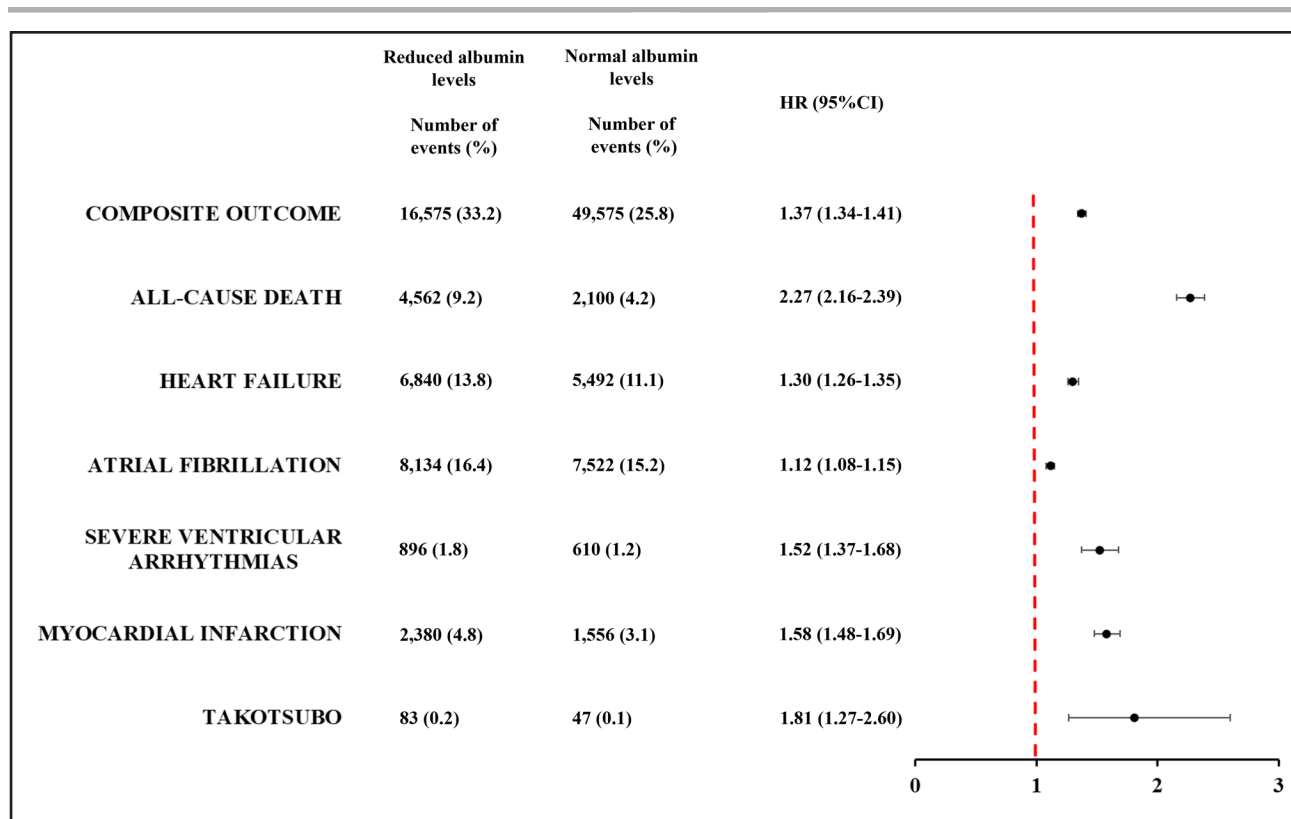 Reduced albumin
levels
Normal albumin
levels
HR (95%CI)
Number of
events (%)
Number of
events (%)
COMPOSITE OUTCOME 16,575 (33.2) 49,575 (25.8) 1.37 (1.34-1.41)
ALL-CAUSE DEATH 4,562 (9.2) 2,100 (4.2) 2.27 (2.16-2.39)
HEART FAILURE 6,840 (13.8) 5,492 (11.1) 1.30 (1.26-1.35)
ATRIAL FIBRILLATION 8,134 (16.4) 7,522 (15.2) 1.12 (1.08-1.15)
SEVERE VENTRICULAR
ARRHYTHMIAS 896 (1.8) 610 (1.2) 1.52 (1.37-1.68)
MYOCARDIAL INFARCTION 2,380 (4.8) 1,556 (3.1) 1.58 (1.48-1.69)
TAKOTSUBO 83 (0.2) 47 (0.1) 1.81 (1.27-2.60)
0 1 2 3